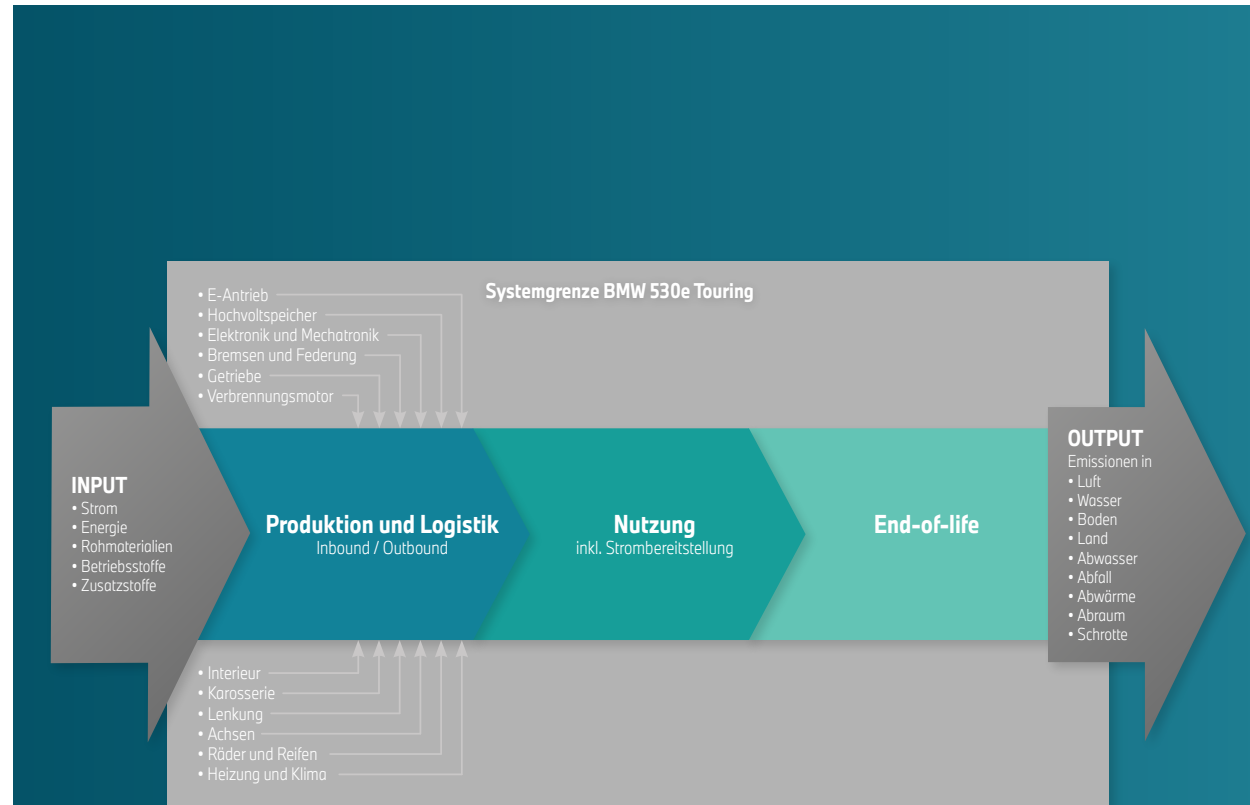 Systemgrenze BMW 530e Touring
• E-Antrieb
• Hochvoltspeicher
• Elektronik und Mechatronik
• Bremsen und Federung
• Getriebe
• Verbrennungsmotor
INPUT
• Strom
• Energie
• Rohmaterialien
• Betriebsstoffe
• Zusatzstoffe
Produktion und Logistik
Inbound / Outbound
Nutzung
inkl. Strombereitstellung
End-of-life
OUTPUT
Emissionen in
• Luft
• Wasser
• Boden
• Land
• Abwasser
• Abfall
• Abwärme
• Abraum
• Schrotte
• Interieur
• Karosserie
• Lenkung
• Achsen
• Räder und Reifen
• Heizung und Klima